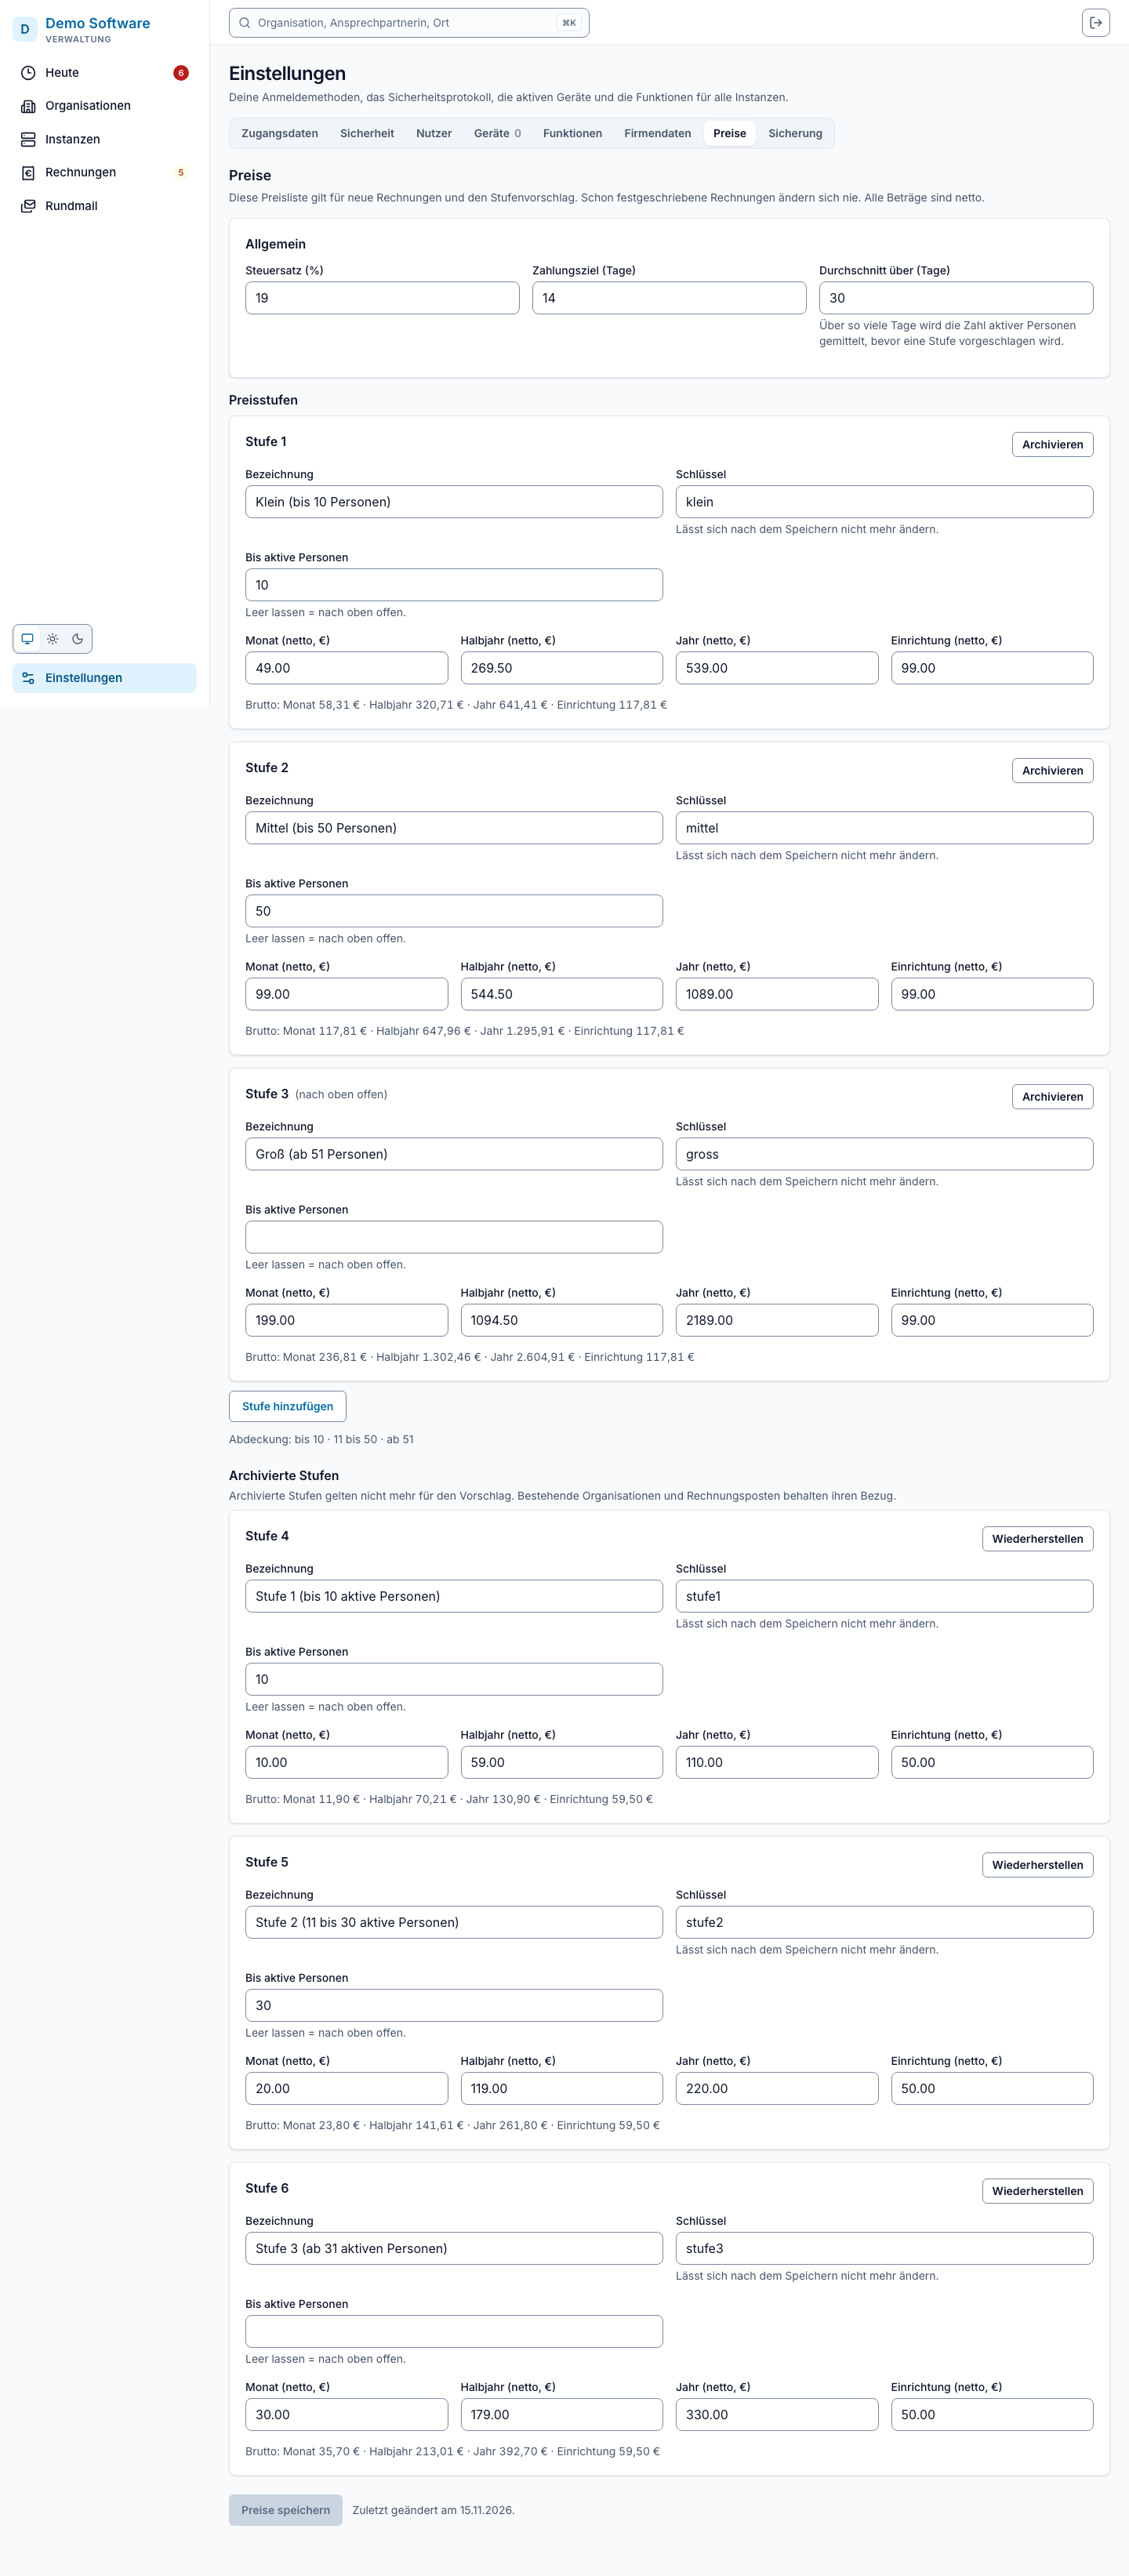 D
Demo Software
VERWALTUNG
Organisation, Ansprechpartnerin, Ort
⌘K
Heute 6
Organisationen
Instanzen
Rechnungen 5
Rundmail
Einstellungen
Einstellungen
Deine Anmeldemethoden, das Sicherheitsprotokoll, die aktiven Geräte und die Funktionen für alle Instanzen.
Zugangsdaten Sicherheit Nutzer Geräte 0 Funktionen Firmendaten Preise Sicherung
Preise
Diese Preisliste gilt für neue Rechnungen und den Stufenvorschlag. Schon festgeschriebene Rechnungen ändern sich nie. Alle Beträge sind netto.
Allgemein
Steuersatz (%) Zahlungsziel (Tage) Durchschnitt über (Tage)
19 14 30
Über so viele Tage wird die Zahl aktiver Personen
gemittelt, bevor eine Stufe vorgeschlagen wird.
Preisstufen
Stufe 1 Archivieren
Bezeichnung Schlüssel
Klein (bis 10 Personen) klein
Lässt sich nach dem Speichern nicht mehr ändern.
Bis aktive Personen
10
Leer lassen = nach oben offen.
Monat (netto, €) Halbjahr (netto, €) Jahr (netto, €) Einrichtung (netto, €)
49.00 269.50 539.00 99.00
Brutto: Monat 58,31 € · Halbjahr 320,71 € · Jahr 641,41 € · Einrichtung 117,81 €
Stufe 2 Archivieren
Bezeichnung Schlüssel
Mittel (bis 50 Personen) mittel
Lässt sich nach dem Speichern nicht mehr ändern.
Bis aktive Personen
50
Leer lassen = nach oben offen.
Monat (netto, €) Halbjahr (netto, €) Jahr (netto, €) Einrichtung (netto, €)
99.00 544.50 1089.00 99.00
Brutto: Monat 117,81 € · Halbjahr 647,96 € · Jahr 1.295,91 € · Einrichtung 117,81 €
Stufe 3 (nach oben offen) Archivieren
Bezeichnung Schlüssel
Groß (ab 51 Personen) gross
Lässt sich nach dem Speichern nicht mehr ändern.
Bis aktive Personen
Leer lassen = nach oben offen.
Monat (netto, €) Halbjahr (netto, €) Jahr (netto, €) Einrichtung (netto, €)
199.00 1094.50 2189.00 99.00
Brutto: Monat 236,81 € · Halbjahr 1.302,46 € · Jahr 2.604,91 € · Einrichtung 117,81 €
Stufe hinzufügen
Abdeckung: bis 10 · 11 bis 50 · ab 51
Archivierte Stufen
Archivierte Stufen gelten nicht mehr für den Vorschlag. Bestehende Organisationen und Rechnungsposten behalten ihren Bezug.
Stufe 4 Wiederherstellen
Bezeichnung Schlüssel
Stufe 1 (bis 10 aktive Personen) stufe1
Lässt sich nach dem Speichern nicht mehr ändern.
Bis aktive Personen
10
Leer lassen = nach oben offen.
Monat (netto, €) Halbjahr (netto, €) Jahr (netto, €) Einrichtung (netto, €)
10.00 59.00 110.00 50.00
Brutto: Monat 11,90 € · Halbjahr 70,21 € · Jahr 130,90 € · Einrichtung 59,50 €
Stufe 5 Wiederherstellen
Bezeichnung Schlüssel
Stufe 2 (11 bis 30 aktive Personen) stufe2
Lässt sich nach dem Speichern nicht mehr ändern.
Bis aktive Personen
30
Leer lassen = nach oben offen.
Monat (netto, €) Halbjahr (netto, €) Jahr (netto, €) Einrichtung (netto, €)
20.00 119.00 220.00 50.00
Brutto: Monat 23,80 € · Halbjahr 141,61 € · Jahr 261,80 € · Einrichtung 59,50 €
Stufe 6 Wiederherstellen
Bezeichnung Schlüssel
Stufe 3 (ab 31 aktiven Personen) stufe3
Lässt sich nach dem Speichern nicht mehr ändern.
Bis aktive Personen
Leer lassen = nach oben offen.
Monat (netto, €) Halbjahr (netto, €) Jahr (netto, €) Einrichtung (netto, €)
30.00 179.00 330.00 50.00
Brutto: Monat 35,70 € · Halbjahr 213,01 € · Jahr 392,70 € · Einrichtung 59,50 €
Preise speichern Zuletzt geändert am 15.11.2026.